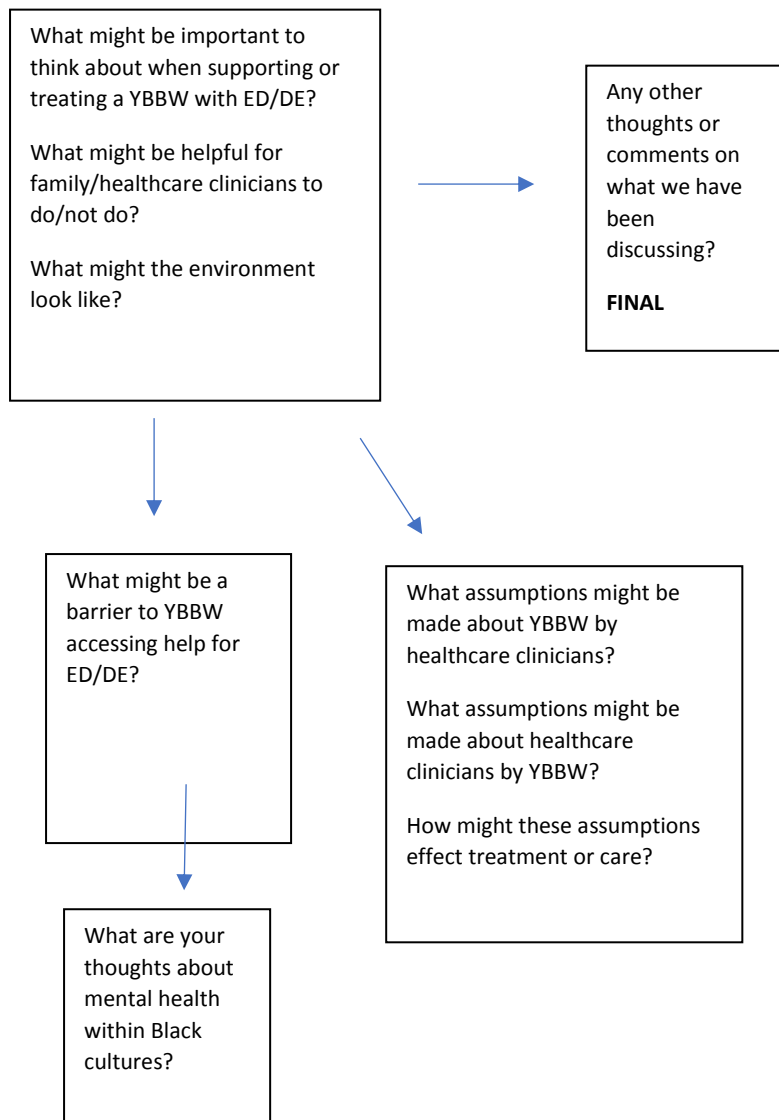 What might be important to
think about when supporting or
treating a YBBW with ED/DE?
What might be helpful for
family/healthcare clinicians to
do/not do?
What might the environment
look like?
Any other
thoughts or
comments on
what we have
been
discussing?
FINAL
What might be a
barrier to YBBW
accessing help for
ED/DE?
What assumptions might be
made about YBBW by
healthcare clinicians?
What assumptions might be
made about healthcare
clinicians by YBBW?
How might these assumptions
effect treatment or care?
What are your
thoughts about
mental health
within Black
cultures?